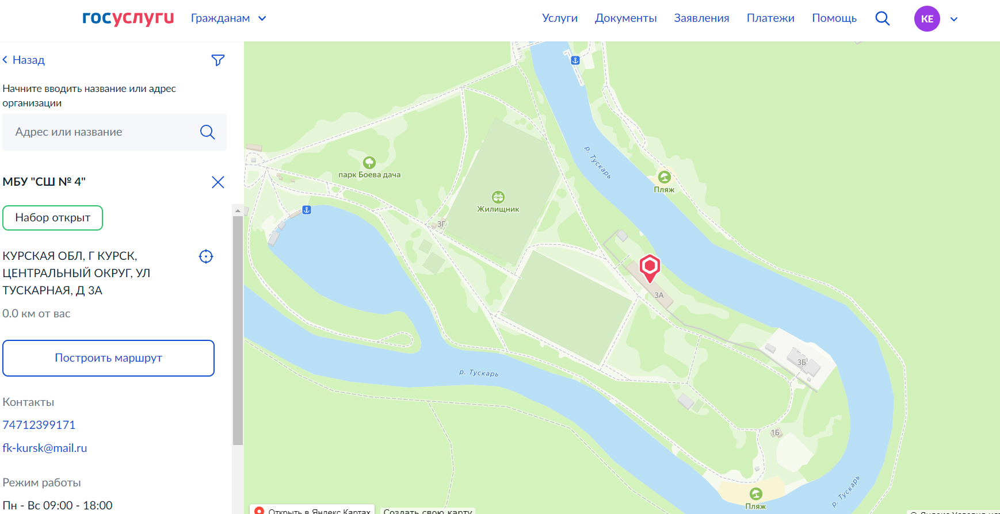 госуслуги
Гражданам
Услуги
Документы
Заявления
Платежи
Помощь
КЕ
Назад
Начните вводить название или адрес
организации
Адрес или название
МБУ "СШ № 4"
Набор открыт
КУРСКАЯ ОБЛ, Г КУРСК,
ЦЕНТРАЛЬНЫЙ ОКРУГ, УЛ
ТУСКАРНАЯ, Д 3А
0.0 км от вас
Построить маршрут
Контакты
74712399171
fk-kursk@mail.ru
Режим работы
Пн - Вс 09:00 - 18:00
р. Тускарь
парк Боева дача
Пляж
Жилищник
3Г
3А
3Б
р. Тускарь
1Б
р. Тускарь
Пляж
Открыть в Яндекс Картах
Создать свою карту